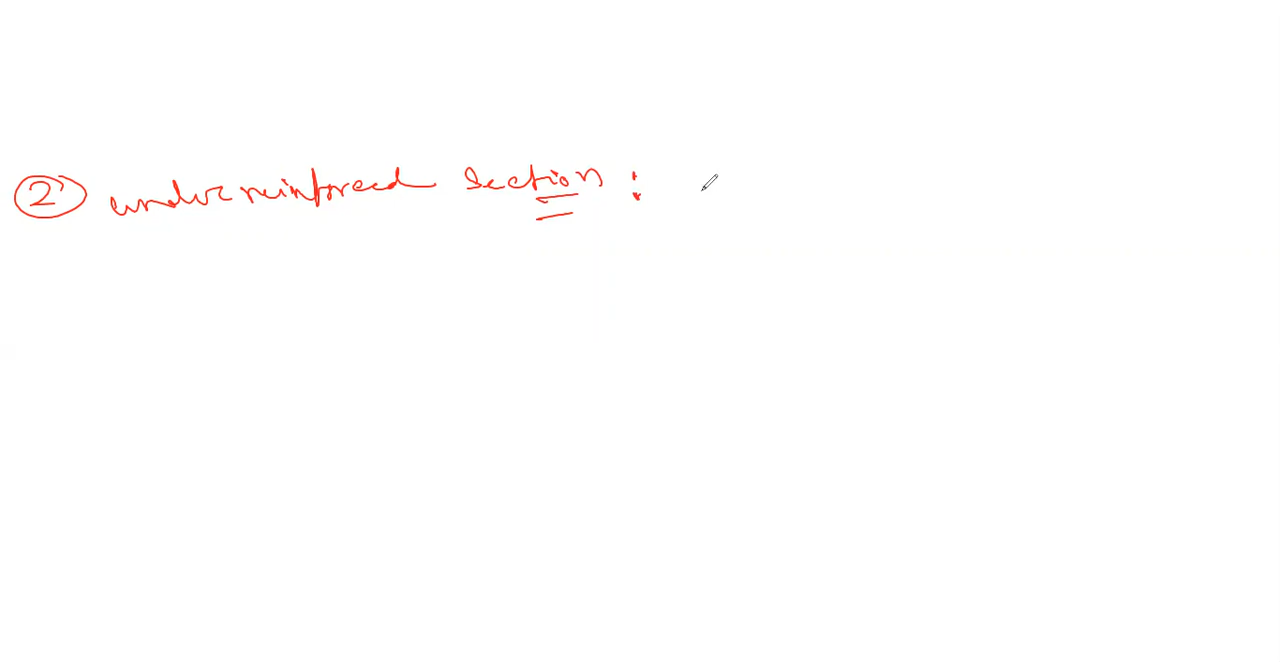 ② under reinforced section :